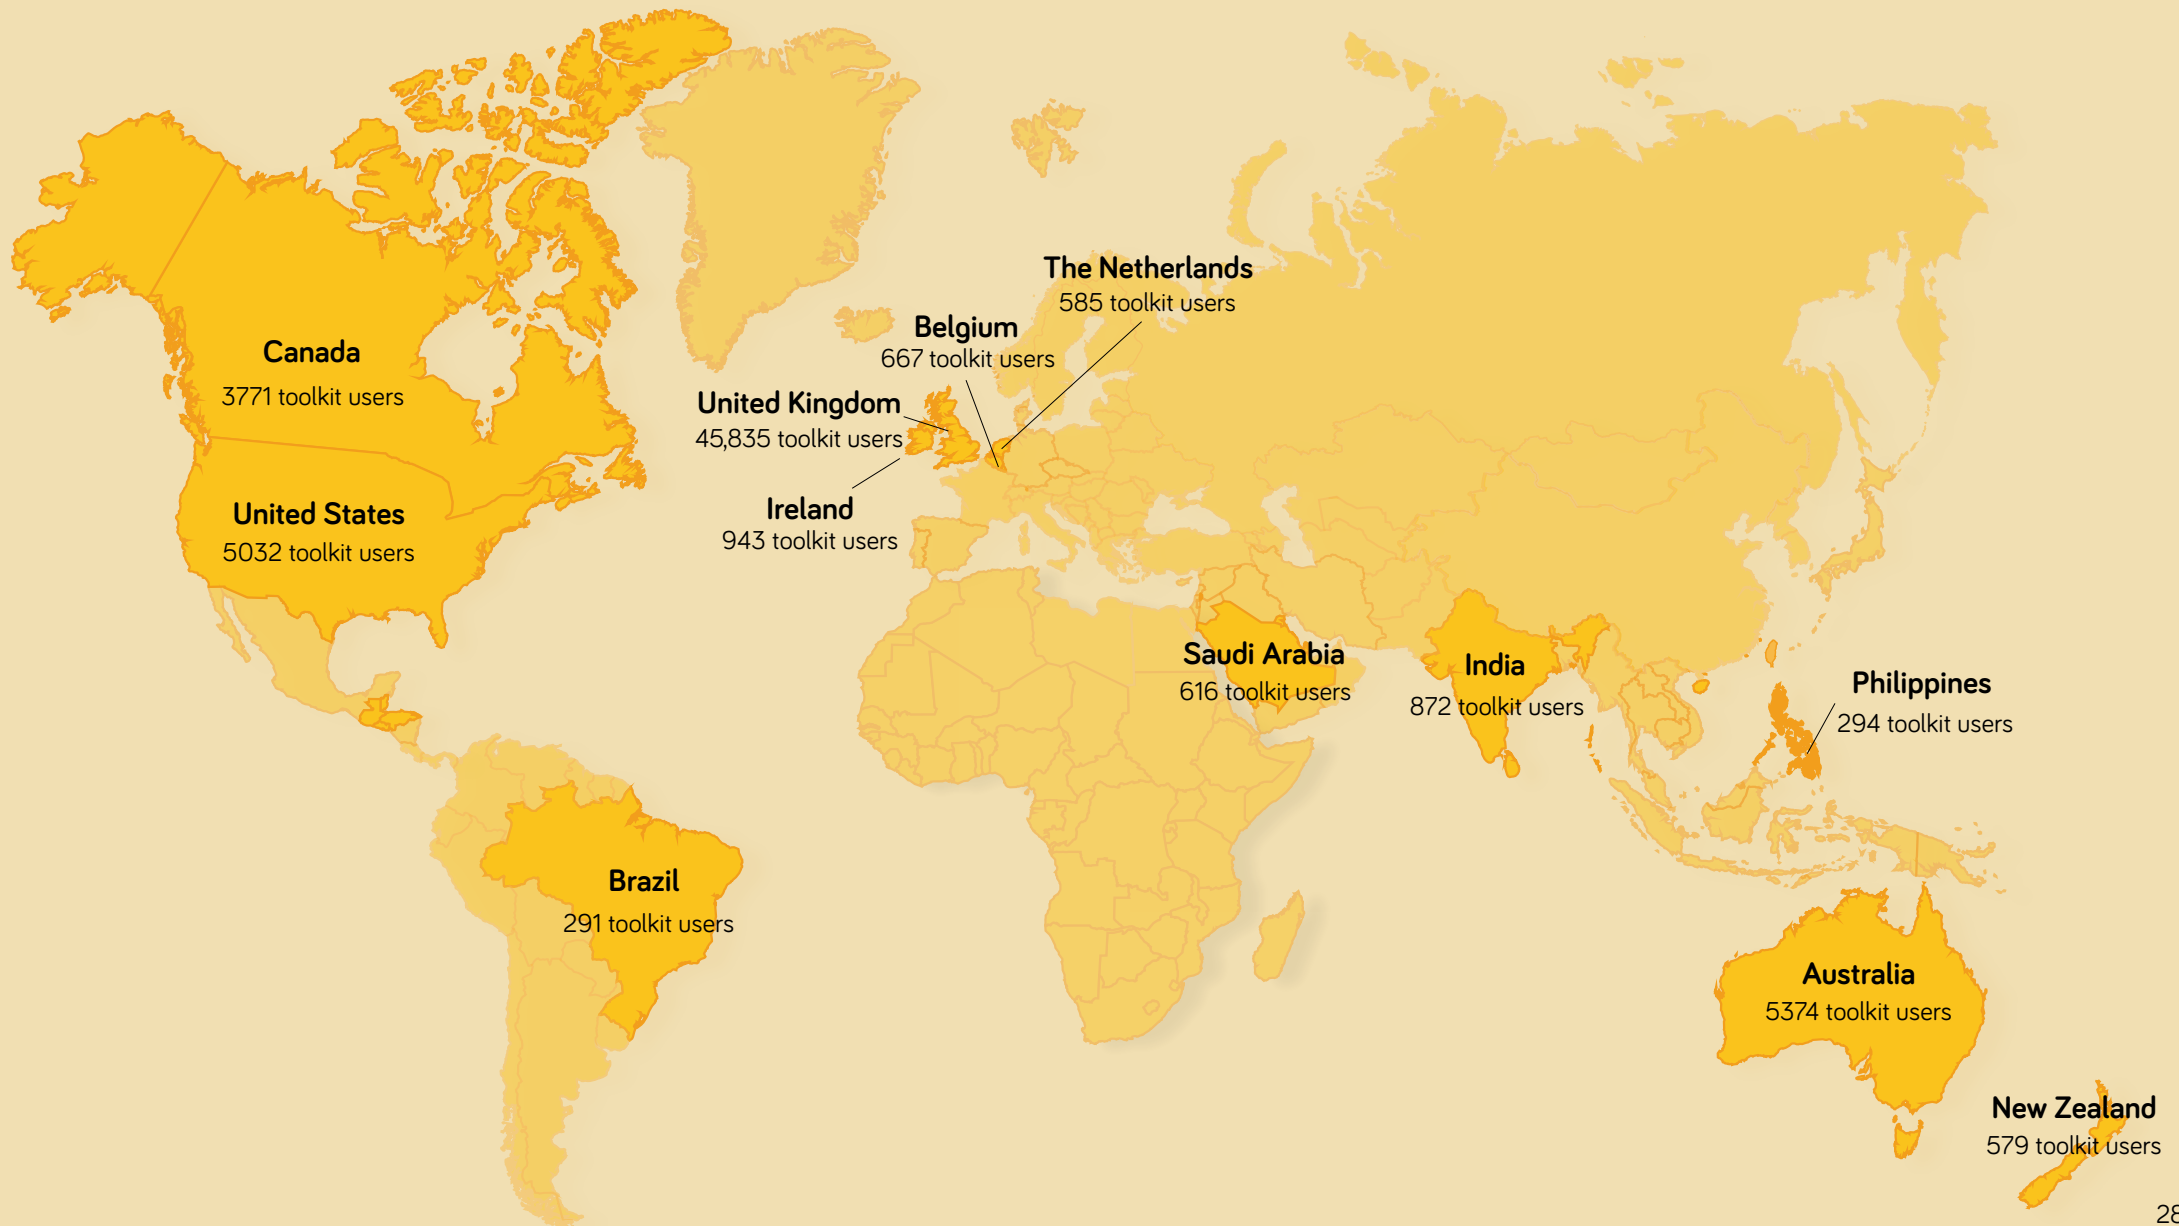 The Netherlands
585 toolkit users
Belgium
667 toolkit users
Canada
3771 toolkit users
United Kingdom
45,835 toolkit users
Ireland
943 toolkit users
United States
5032 toolkit users
Saudi Arabia
616 toolkit users
India
872 toolkit users
Philippines
294 toolkit users
Brazil
291 toolkit users
Australia
5374 toolkit users
New Zealand
579 toolkit users
28